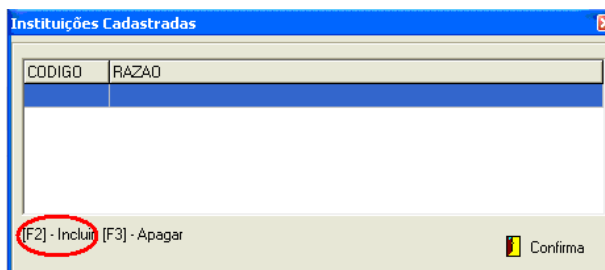 Instituições Cadastradas
CODIGO RAZAO
[F2] - Incluir [F3] - Apagar
Confirma